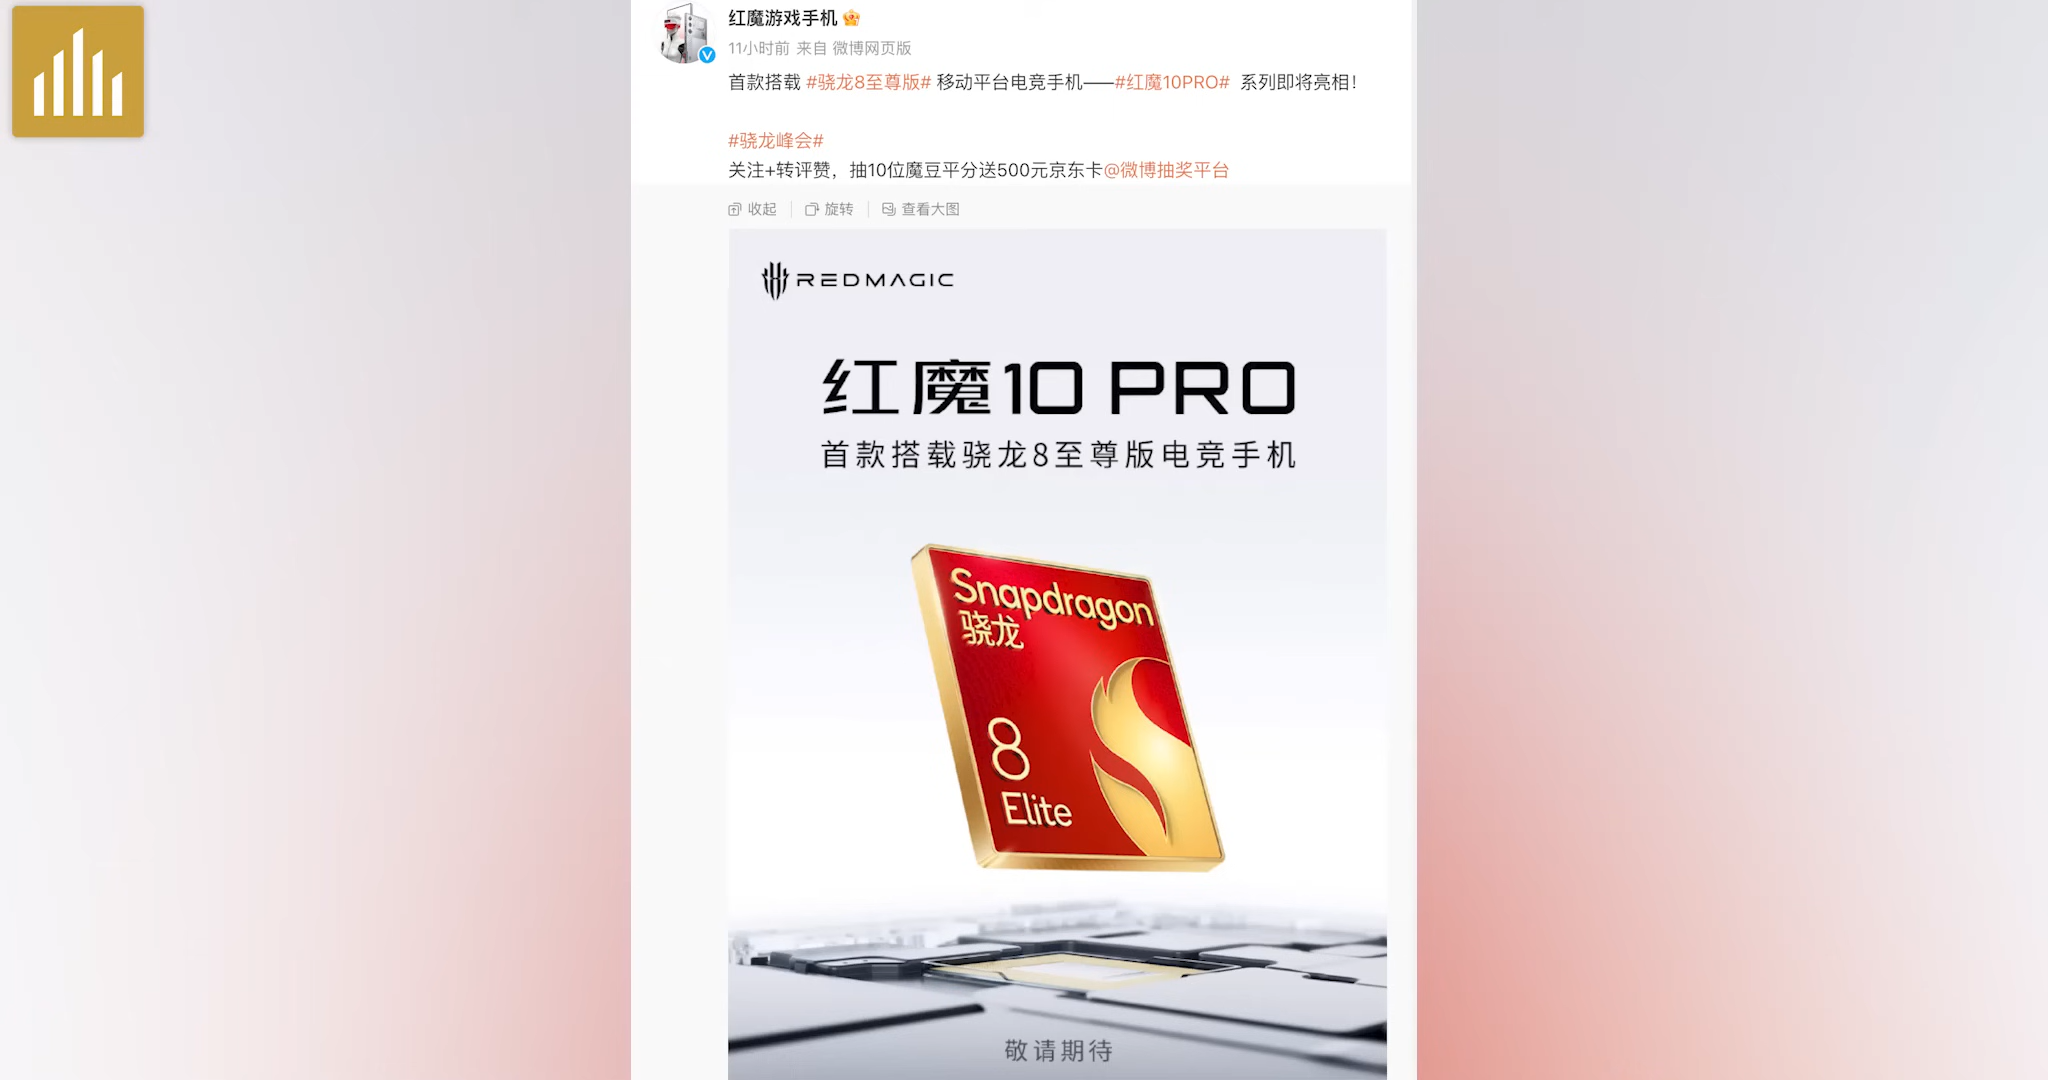 红魔游戏手机
11小时前 来自 微博网页版
首款搭载 #骁龙8至尊版# 移动平台电竞手机——#红魔10PRO# 系列即将亮相！
#骁龙峰会#
关注+转评赞，抽10位魔豆平分送500元京东卡@微博抽奖平台
收起 旋转 查看大图
REDMAGIC
红魔10 PRO
首款搭载骁龙8至尊版电竞手机
Snapdragon
骁龙
8
Elite
敬请期待